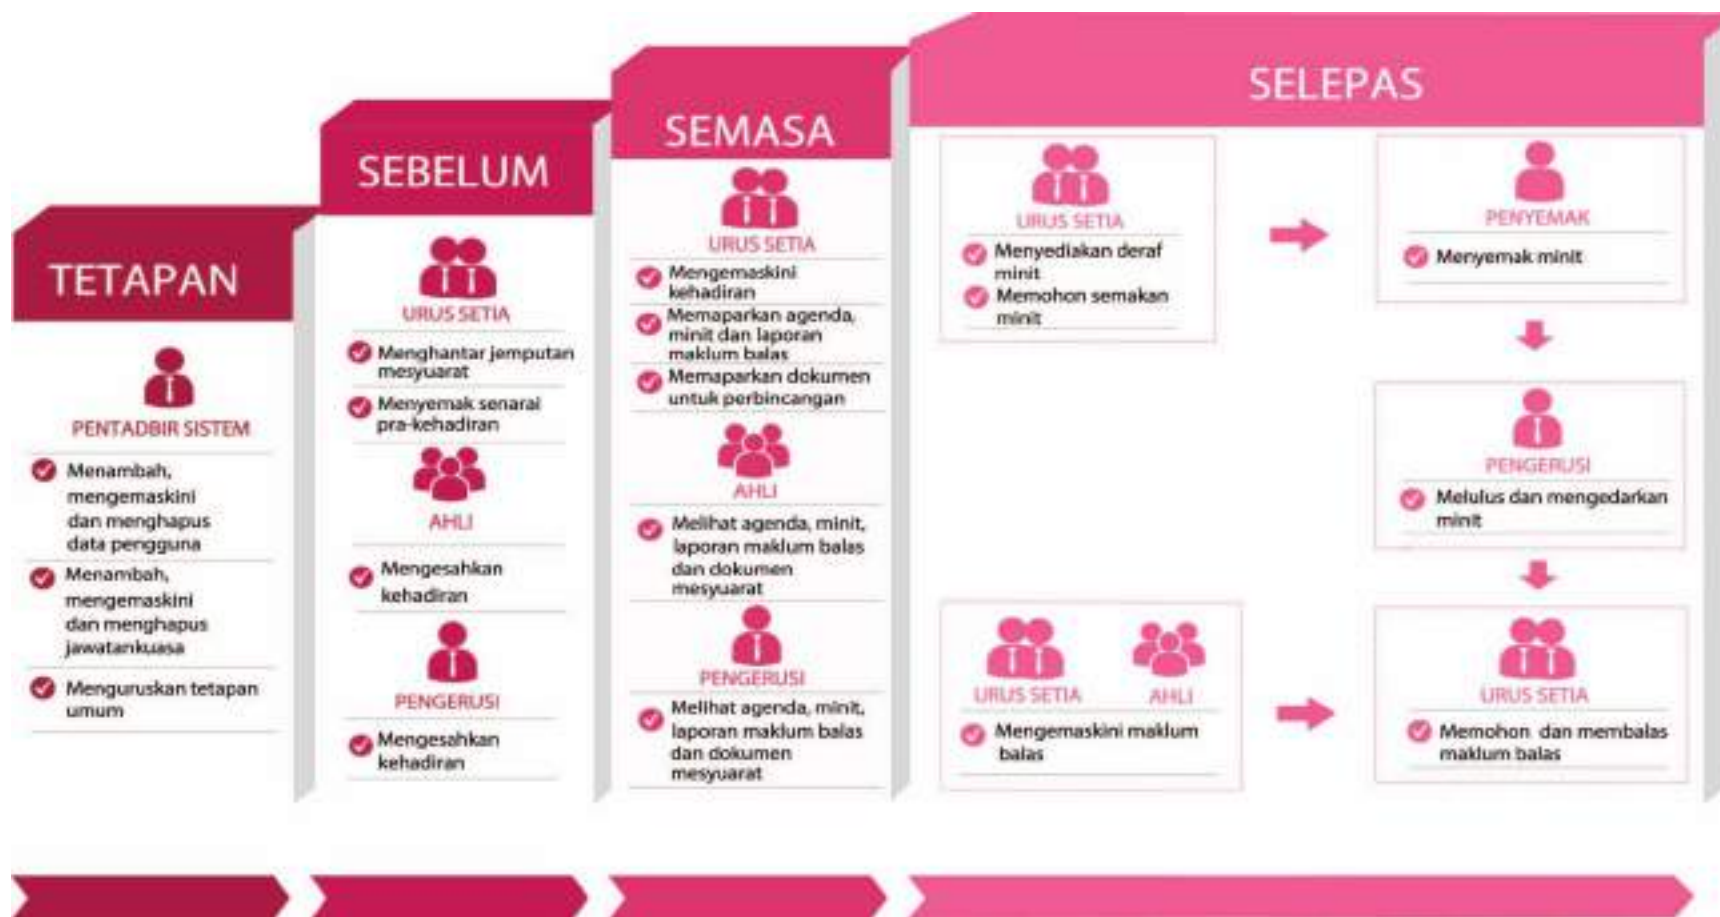 TETAPAN
PENTADBIR SISTEM
Menambah,
mengemaskini
dan menghapus
data pengguna
Menambah,
mengemaskini
dan menghapus
jawatankuasa
Menguruskan tetapan
umum
SEBELUM
URUS SETIA
Menghantar jemputan
mesyuarat
Menyemak senarai
pra-kehadiran
AHLI
Mengesahkan
kehadiran
PENGERUSI
Mengesahkan
kehadiran
SEMASA
URUS SETIA
Mengemaskini
kehadiran
Memaparkan agenda,
minit dan laporan
maklum balas
Memaparkan dokumen
untuk perbincangan
AHLI
Melihat agenda, minit,
laporan maklum balas
dan dokumen
mesyuarat
PENGERUSI
Melihat agenda, minit,
laporan maklum balas
dan dokumen
mesyuarat
SELEPAS
URUS SETIA
Menyediakan deraf
minit
Memohon semakan
minit
PENYEMAK
Menyemak minit
PENGERUSI
Melulus dan mengedarkan
minit
URUS SETIA
Memohon dan membalas
maklum balas
URUS SETIA AHLI
Mengemaskini maklum
balas